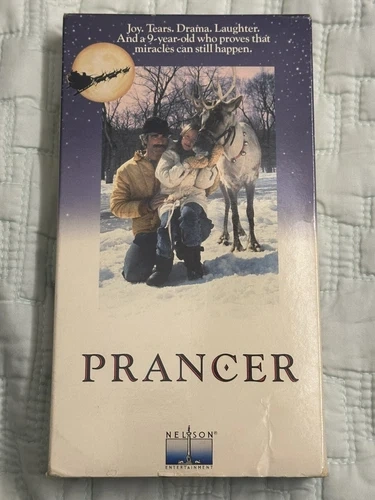 Joy. Tears. Drama. Laughter.
And a 9-year-old who proves that
miracles can still happen.
PRANCER
NELSON®
ENTERTAINMENT